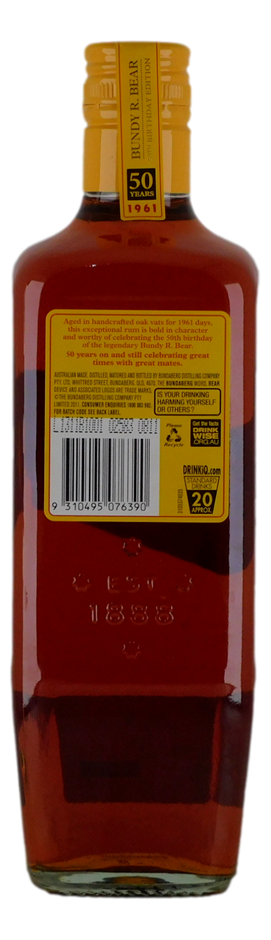 BUNDY R. BEAR
BIRTHDAY EDITION
50
YEARS
1961
Aged in handcrafted oak vats for 1961 days,
this exceptional rum is bold in character
and worthy of celebrating the 50th birthday
of the legendary Bundy R. Bear.
50 years on and still celebrating great
times with great mates.
AUSTRALIAN MADE, DISTILLED, MATURED AND BOTTLED BY BUNDABERG DISTILLING COMPANY
PTY. LTD, WHITTRED STREET, BUNDABERG, QLD, 4670. THE BUNDABERG WORD, BEAR
DEVICE AND ASSOCIATED LOGOS ARE TRADE MARKS.
© BUNDABERG DISTILLING COMPANY PTY
LIMITED 2011. CONSUMER ENQUIRIES
FOR BATCH CODE SEE BACK LABEL.
IS YOUR DRINKING
HARMING YOURSELF
OR OTHERS?
Please
Recycle
Get the facts
DRINK
WISE
.ORG.AU
DRINKiQ.com
STANDARD
DRINKS
20
APPROX.
9 310495 076390
EST.
1888